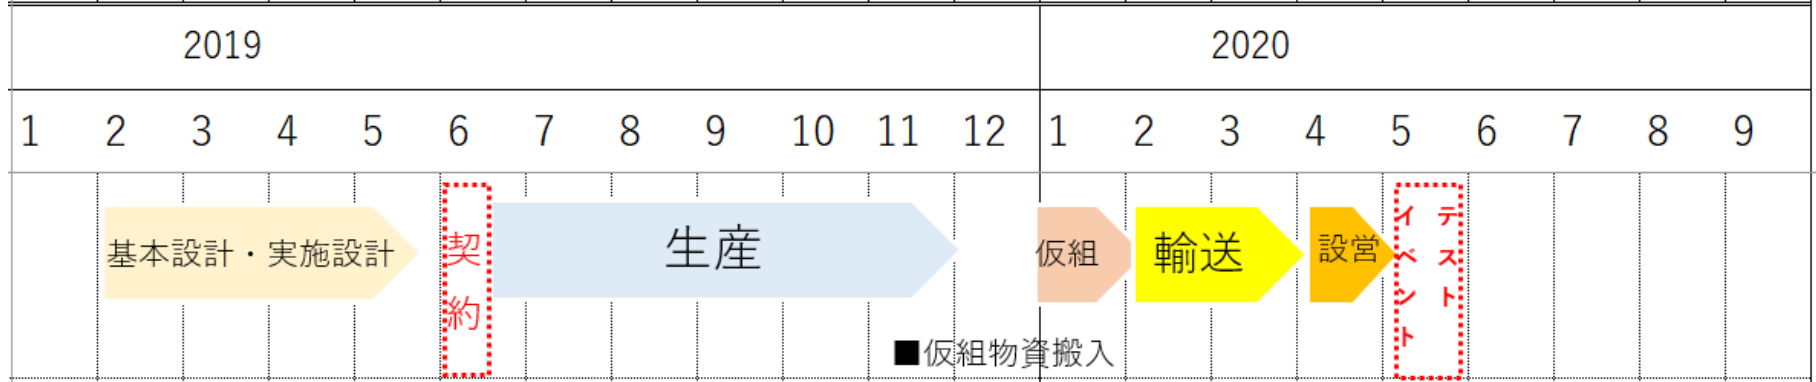 2019
2020
1 2 3 4 5 6 7 8 9 10 11 12 1 2 3 4 5 6 7 8 9
基本設計・実施設計
契約
生産
仮組
輸送
設営
テスト
イベント
■仮組物資搬入